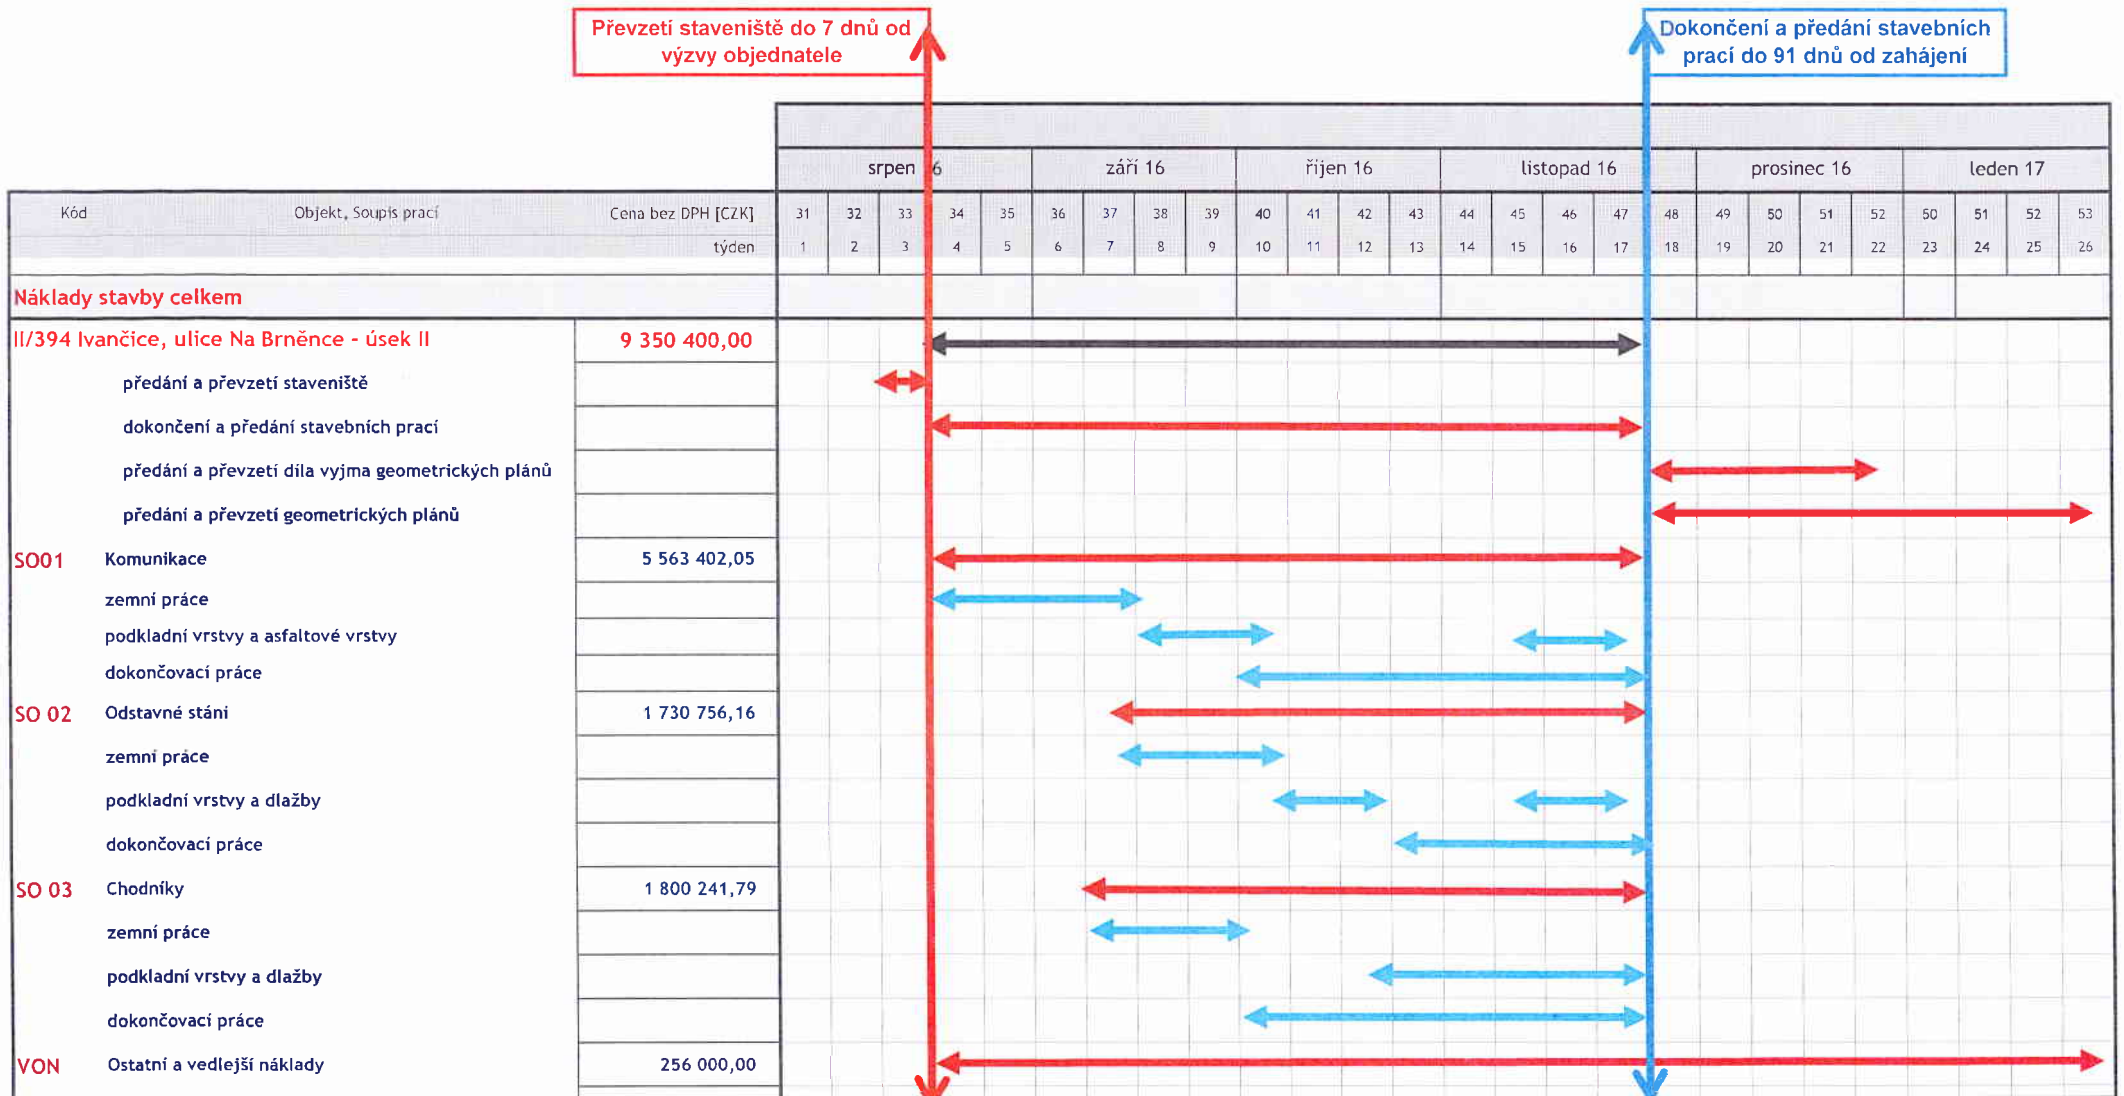 Převzetí staveniště do 7 dnů od
výzvy objednatele
Dokončení a předání stavebních
prací do 91 dnů od zahájení
srpen 6 září 16 říjen 16 listopad 16 prosinec 16 leden 17
Kód Objekt, Soupis prací Cena bez DPH [CZK] 31 32 33 34 35 36 37 38 39 40 41 42 43 44 45 46 47 48 49 50 51 52 50 51 52 53
týden 1 2 3 4 5 6 7 8 9 10 11 12 13 14 15 16 17 18 19 20 21 22 23 24 25 26
Náklady stavby celkem
II/394 Ivančice, ulice Na Brněnce - úsek II 9 350 400,00
předání a převzetí staveniště
dokončení a předání stavebních prací
předání a převzetí díla vyjma geometrických plánů
předání a převzetí geometrických plánů
SO01 Komunikace 5 563 402,05
zemní práce
podkladní vrstvy a asfaltové vrstvy
dokončovací práce
SO 02 Odstavné stání 1 730 756,16
zemní práce
podkladní vrstvy a dlažby
dokončovací práce
SO 03 Chodníky 1 800 241,79
zemní práce
podkladní vrstvy a dlažby
dokončovací práce
VON Ostatní a vedlejší náklady 256 000,00